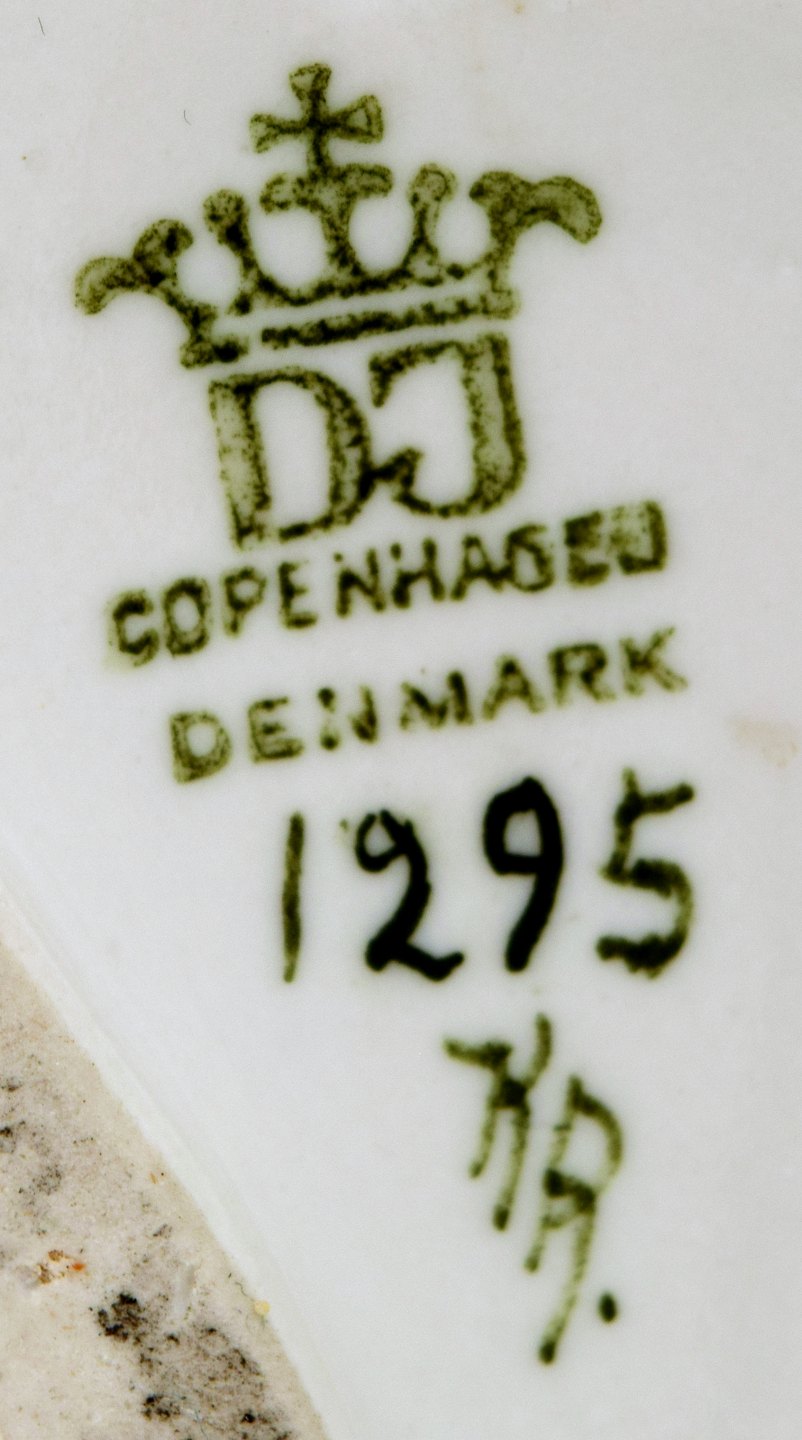 DJ
COPENHAGEN
DENMARK
1295